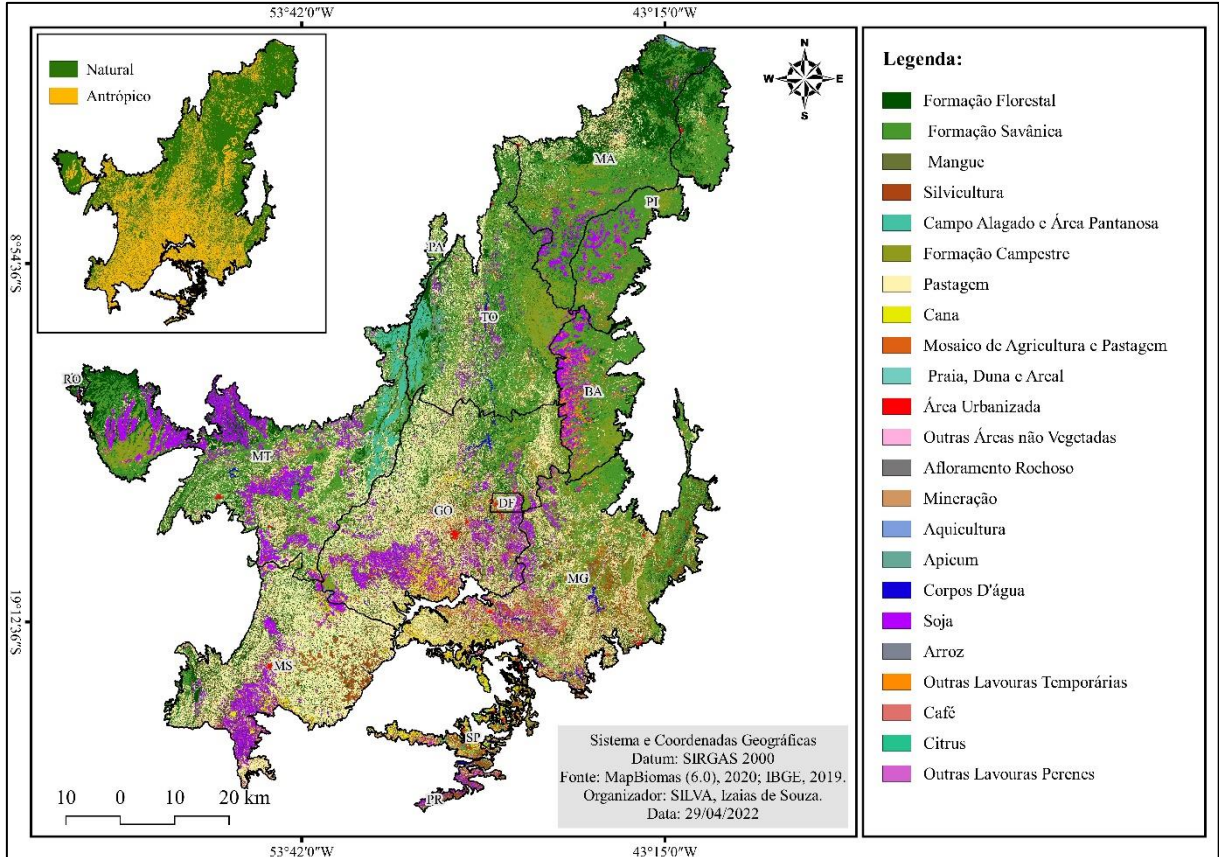 53°42'0"W
43°15'0"W
Natural
Antrópico
N
W
E
S
MA
PI
PA
8°54'36"S
TO
RO
BA
MT
DF
GO
MG
19°12'36"S
MS
SP
PR
Sistema e Coordenadas Geográficas
Datum: SIRGAS 2000
Fonte: MapBiomas (6.0), 2020; IBGE, 2019.
Organizador: SILVA, Izaias de Souza.
Data: 29/04/2022
10 0 10 20 km
53°42'0"W
43°15'0"W
Legenda:
Formação Florestal
Formação Savânica
Mangue
Silvicultura
Campo Alagado e Área Pantanosa
Formação Campestre
Pastagem
Cana
Mosaico de Agricultura e Pastagem
Praia, Duna e Areal
Área Urbanizada
Outras Áreas não Vegetadas
Afloramento Rochoso
Mineração
Aquicultura
Apicum
Corpos D'água
Soja
Arroz
Outras Lavouras Temporárias
Café
Citrus
Outras Lavouras Perenes